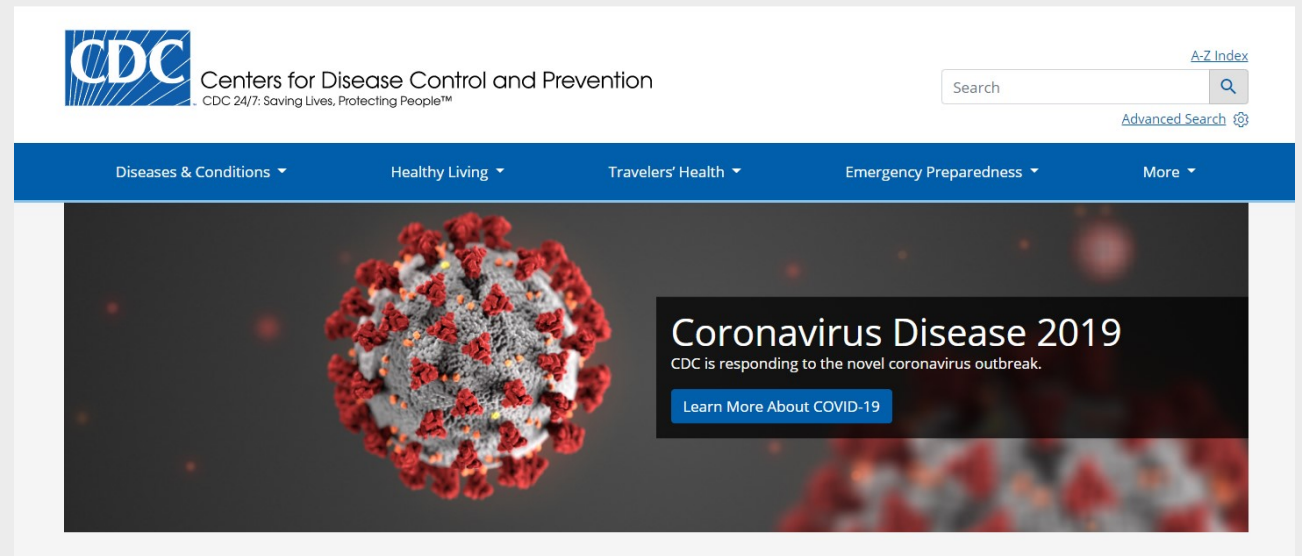 CDC
Centers for Disease Control and Prevention
CDC 24/7: Saving Lives, Protecting People™
A-Z Index
Search
Advanced Search
Diseases & Conditions
Healthy Living
Travelers' Health
Emergency Preparedness
More
Coronavirus Disease 2019
CDC is responding to the novel coronavirus outbreak.
Learn More About COVID-19